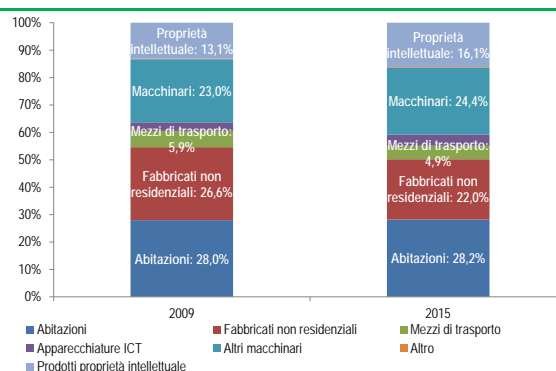 100%
90%
80%
70%
60%
50%
40%
30%
20%
10%
0%
Proprietà
intellettuale: 13,1%
Macchinari: 23,0%
Mezzi di trasporto:
5,9%
Fabbricati non
residenziali: 26,6%
Abitazioni: 28,0%
Proprietà
intellettuale: 16,1%
Macchinari: 24,4%
Mezzi di trasporto:
4,9%
Fabbricati non
residenziali: 22,0%
Abitazioni: 28,2%
2009 2015
Abitazioni Fabbricati non residenziali Mezzi di trasporto
Apparecchiature ICT Altri macchinari Altro
Prodotti proprietà intellettuale